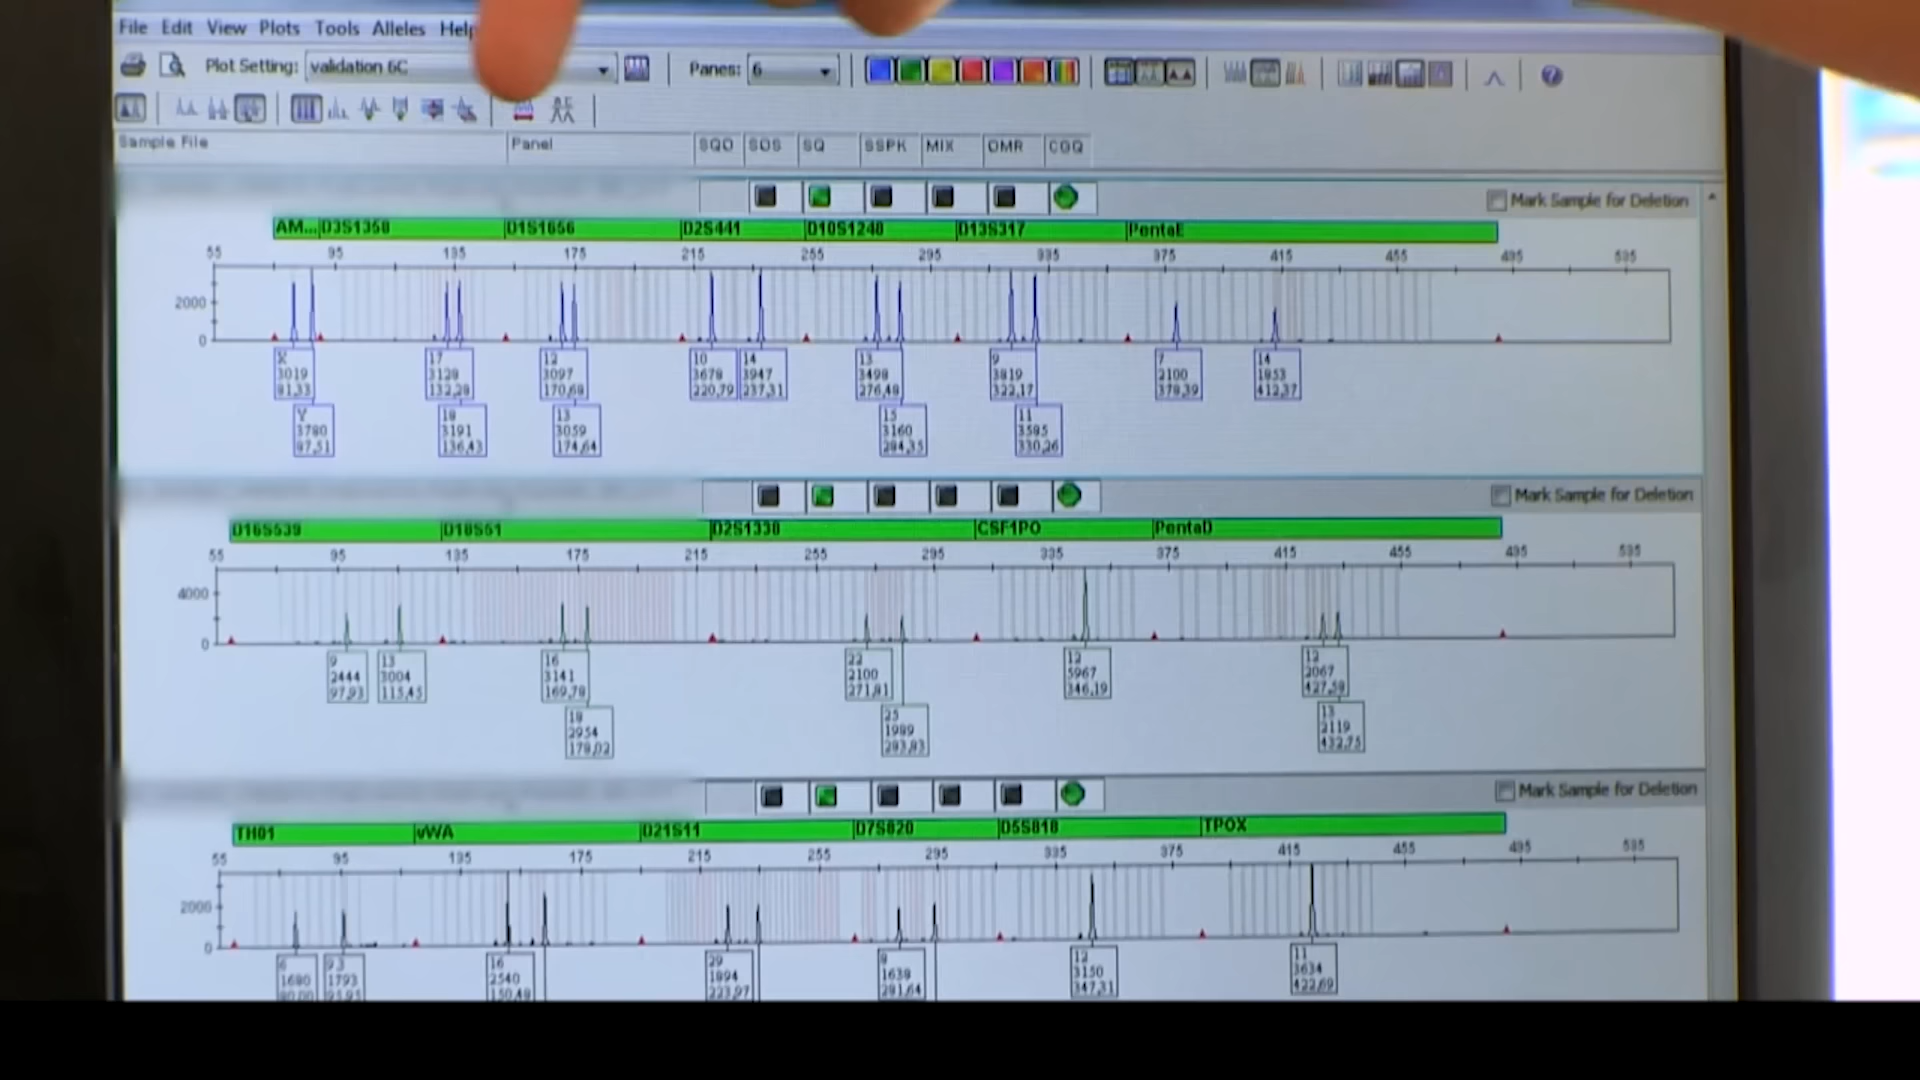 File Edit View Plots Tools Alleles Help
Plot Setting: validation 6C Panes: 6
Sample File Panel SQO SOS SQ SSPK MIX OMR CGQ
Mark Sample for Deletion
AM... D3S1358 D1S1656 D2S441 D10S1248 D13S317 PentaE
55 95 135 175 215 255 295 335 375 415 455 495 535
2000
0
X 17 12 10 14 13 9 7 14
3019 3129 3097 3678 3947 3498 3819 2100 1853
81,33 132,28 170,68 220,79 237,31 276,48 322,17 378,39 412,37
Y 18 13 15 11
3780 3191 3059 3160 3585
87,51 136,43 174,64 284,35 330,26
Mark Sample for Deletion
D16S539 D18S51 D2S1338 CSF1PO PentaD
55 95 135 175 215 255 295 335 375 415 455 495 535
4000
0
9 13 16 22 12 12
2444 3004 3141 2100 5967 2067
97,93 115,45 169,78 271,81 346,19 427,58
18 25 13
2954 1989 2119
178,02 283,83 432,75
Mark Sample for Deletion
TH01 vWA D21S11 D7S820 D5S818 TPOX
55 95 135 175 215 255 295 335 375 415 455 495 535
2000
0
6 9.3 16 29 8 12 11
1680 1793 2540 1894 1638 3150 3634
150,48 223,97 281,64 347,31 422,69